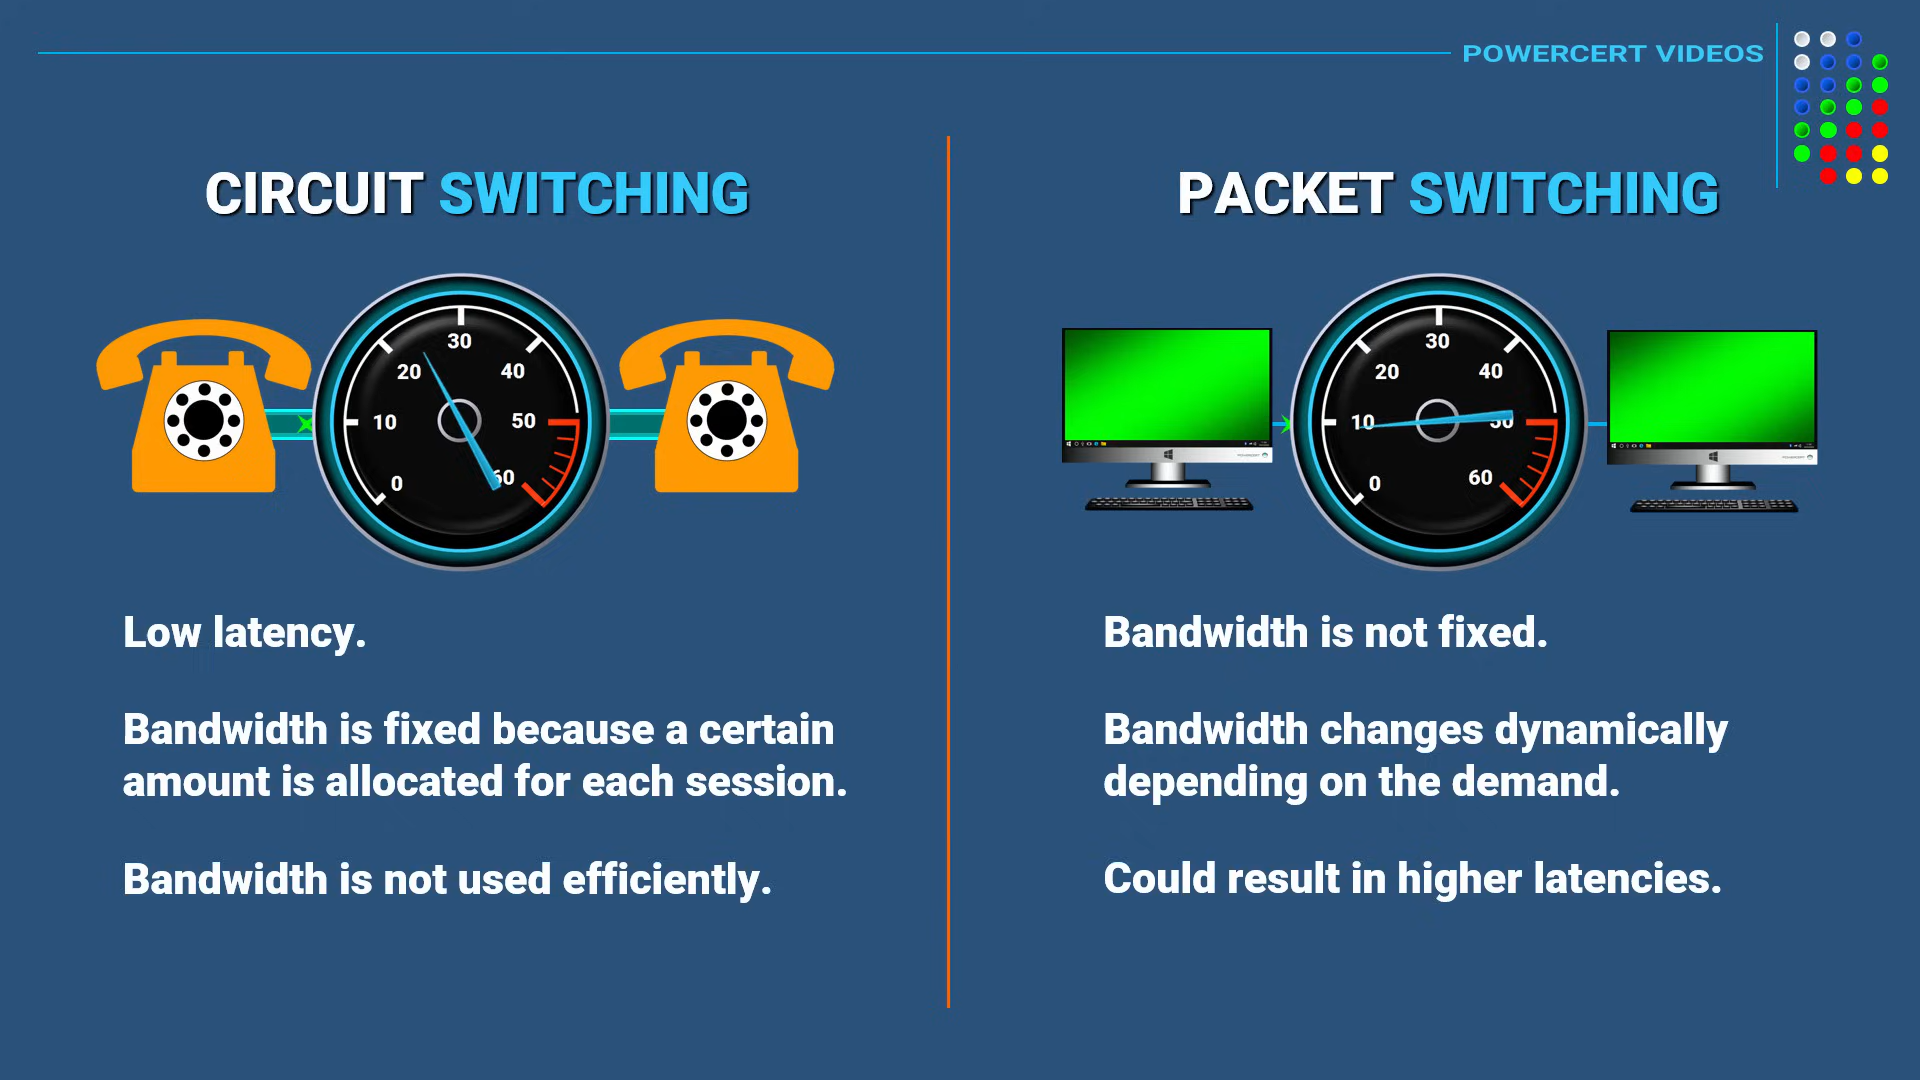 POWERCERT VIDEOS
CIRCUIT SWITCHING
30
20
40
10
50
0
60
Low latency.
Bandwidth is fixed because a certain
amount is allocated for each session.
Bandwidth is not used efficiently.
PACKET SWITCHING
30
20
40
10
50
0
60
Bandwidth is not fixed.
Bandwidth changes dynamically
depending on the demand.
Could result in higher latencies.